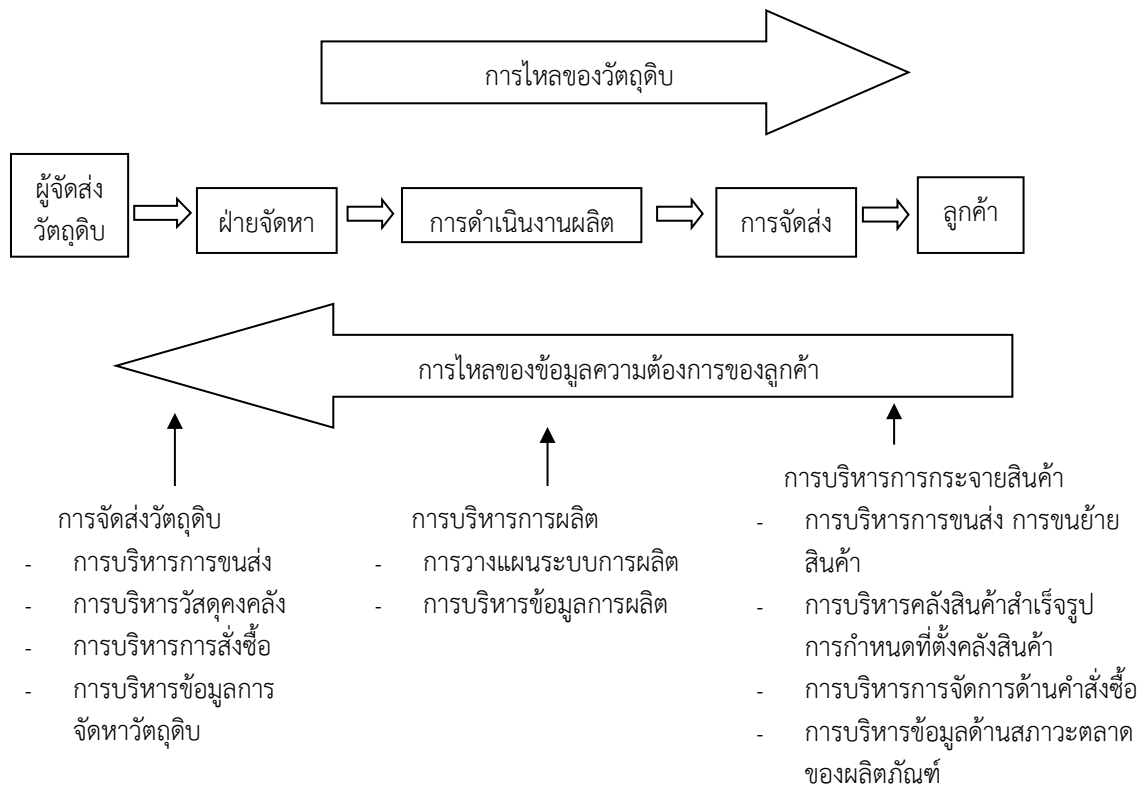 การไหลของวัตถุดิบ
ผู้จัดส่ง
วัตถุดิบ
ฝ่ายจัดหา
การดำเนินงานผลิต
การจัดส่ง
ลูกค้า
การไหลของข้อมูลความต้องการของลูกค้า
การจัดส่งวัตถุดิบ
- การบริหารการขนส่ง
- การบริหารวัสดุคงคลัง
- การบริหารการสั่งซื้อ
- การบริหารข้อมูลการ
จัดหาวัตถุดิบ
การบริหารการผลิต
- การวางแผนระบบการผลิต
- การบริหารข้อมูลการผลิต
การบริหารการกระจายสินค้า
- การบริหารการขนส่ง การขนย้าย
สินค้า
- การบริหารคลังสินค้าสำเร็จรูป
การกำหนดที่ตั้งคลังสินค้า
- การบริหารการจัดการด้านคำสั่งซื้อ
- การบริหารข้อมูลด้านสภาวะตลาด
ของผลิตภัณฑ์